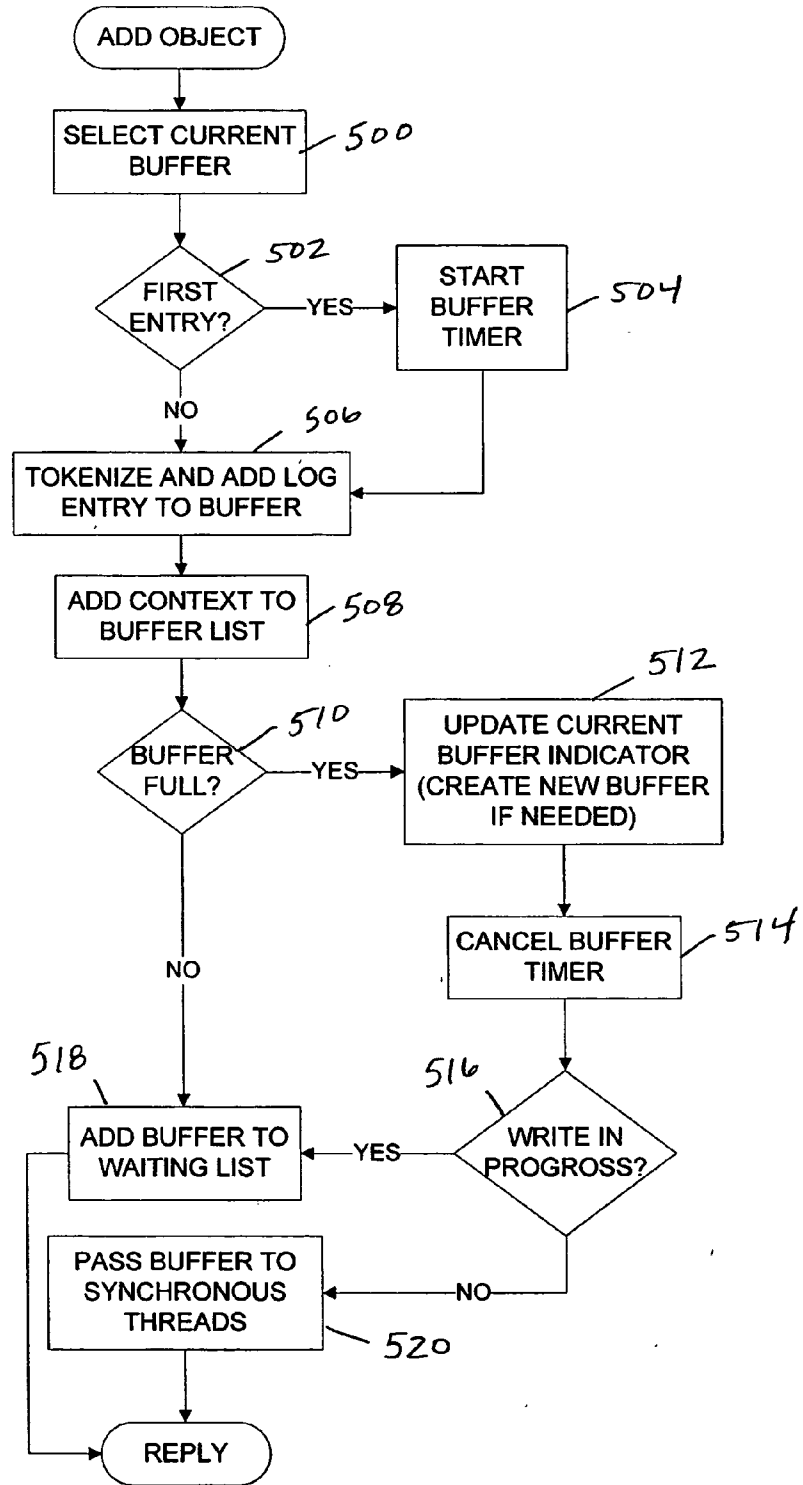 ADD OBJECT
SELECT CURRENT
BUFFER
500
502
FIRST
ENTRY?
YES
START
BUFFER
TIMER
504
NO
506
TOKENIZE AND ADD LOG
ENTRY TO BUFFER
ADD CONTEXT TO
BUFFER LIST
508
510
BUFFER
FULL?
YES
512
UPDATE CURRENT
BUFFER INDICATOR
(CREATE NEW BUFFER
IF NEEDED)
CANCEL BUFFER
TIMER
514
NO
516
WRITE IN
PROGROSS?
518
ADD BUFFER TO
WAITING LIST
YES
PASS BUFFER TO
SYNCHRONOUS
THREADS
NO
520
REPLY